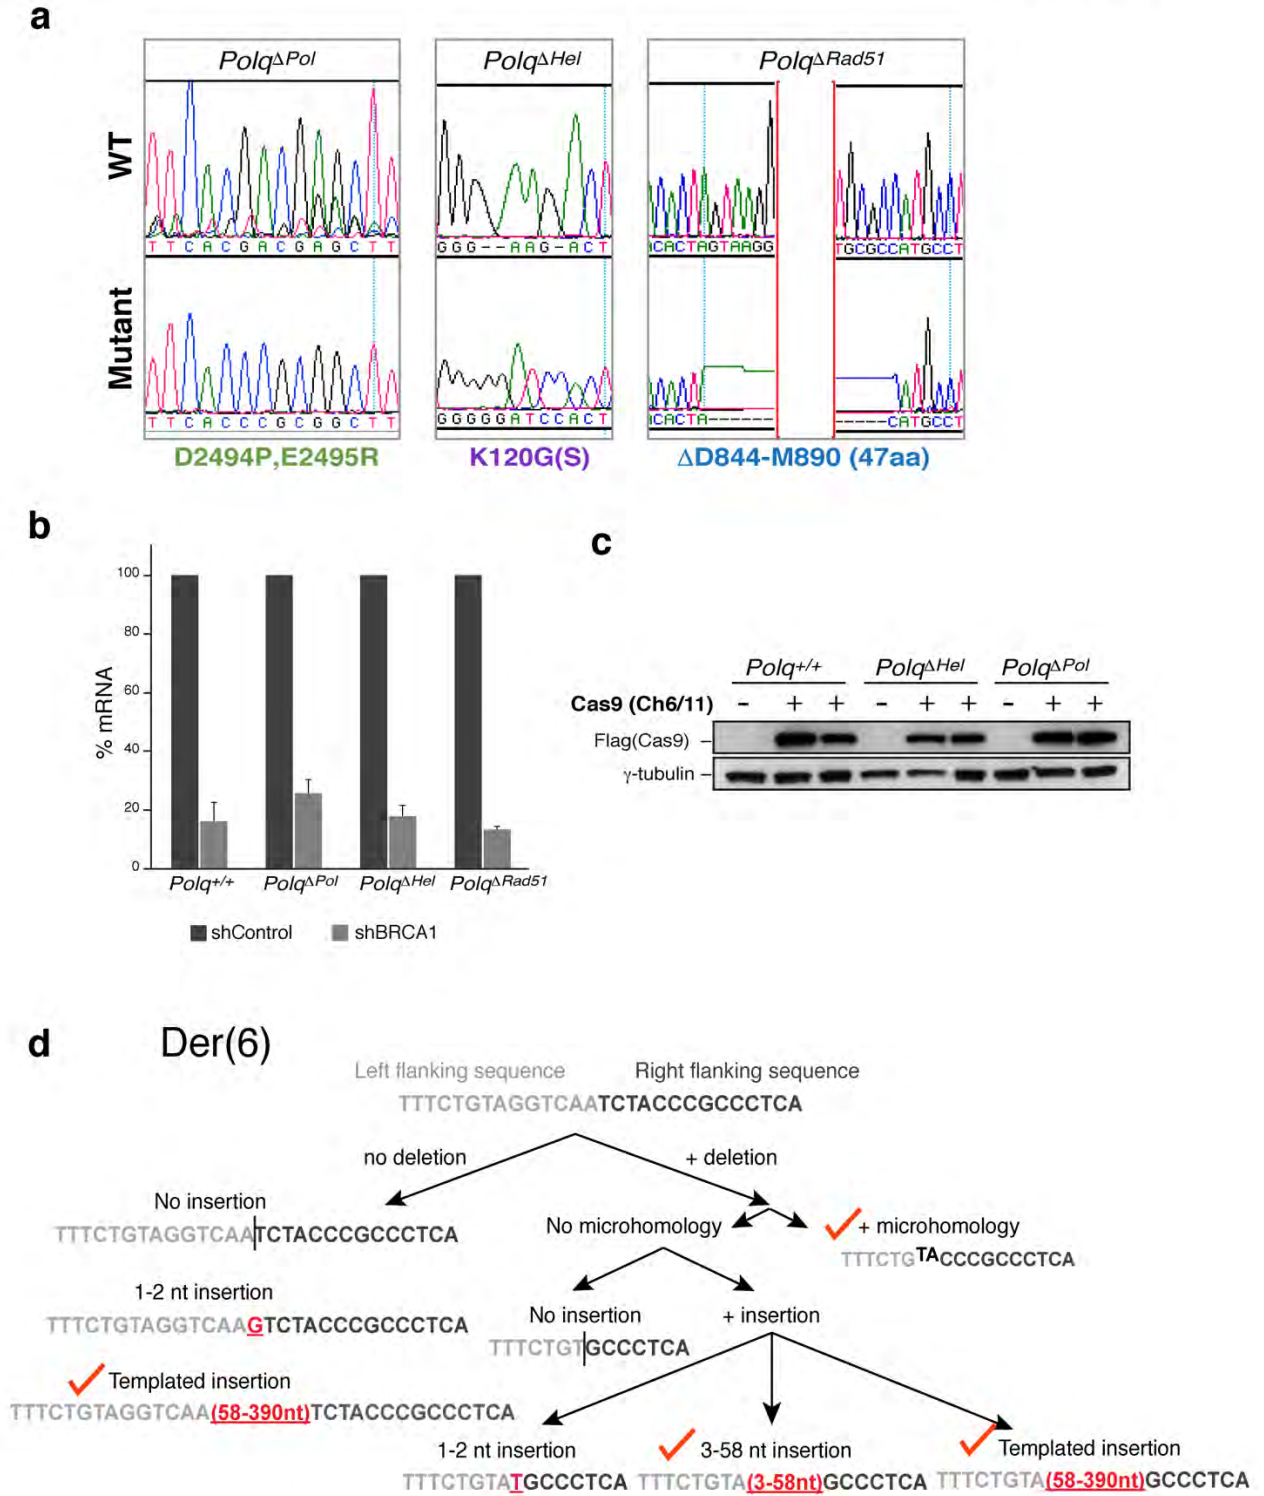 a
Polq^ΔPol Polq^ΔHel Polq^ΔRad51
WT
TTCACGACGAGCTT GGG--AAG-ACT CACTAGTAAGG TGCGCCATGCCT
Mutant
TTCACCCGCGGCTT GGGGGATCCACT CACTA------ -----CATGCCT
D2494P,E2495R K120G(S) ΔD844-M890 (47aa)
b
% mRNA
100
80
60
40
20
0
Polq+/+ Polq^ΔPol Polq^ΔHel Polq^ΔRad51
shControl shBRCA1
c
Polq+/+ Polq^ΔHel Polq^ΔPol
Cas9 (Ch6/11) - + + - + + - + +
Flag(Cas9)
γ-tubulin
d Der(6)
Left flanking sequence Right flanking sequence
TTTCTGTAGGTCAATCTACCCGCCCTCA
no deletion + deletion
No insertion
TTTCTGTAGGTCAA|TCTACCCGCCCTCA
No microhomology + microhomology
TTTCTGTACCCGCCCTCA
1-2 nt insertion
TTTCTGTAGGTCAAGTCTACCCGCCCTCA
No insertion + insertion
TTTCTGT|GCCCTCA
Templated insertion
TTTCTGTAGGTCAA(58-390nt)TCTACCCGCCCTCA
1-2 nt insertion 3-58 nt insertion Templated insertion
TTTCTGTATGCCCTCA TTTCTGTA(3-58nt)GCCCTCA TTTCTGTA(58-390nt)GCCCTCA